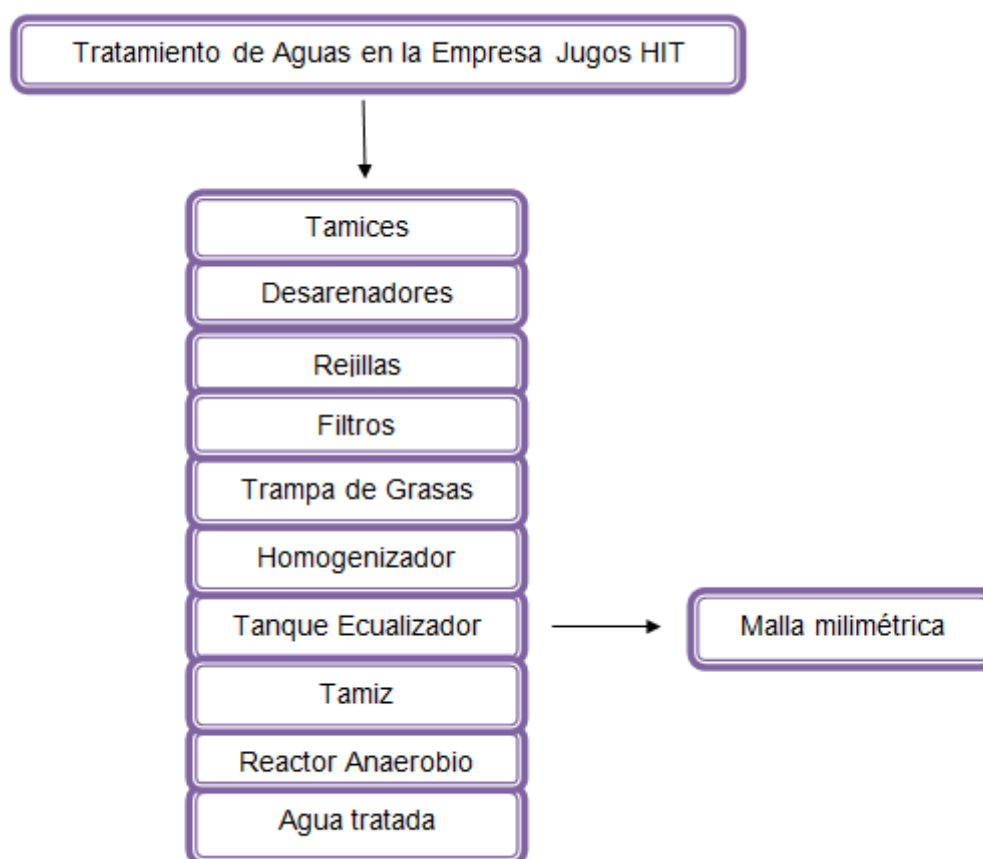 Tratamiento de Aguas en la Empresa Jugos HIT
Tamices
Desarenadores
Rejillas
Filtros
Trampa de Grasas
Homogenizador
Tanque Ecualizador
Malla milimétrica
Tamiz
Reactor Anaerobio
Agua tratada